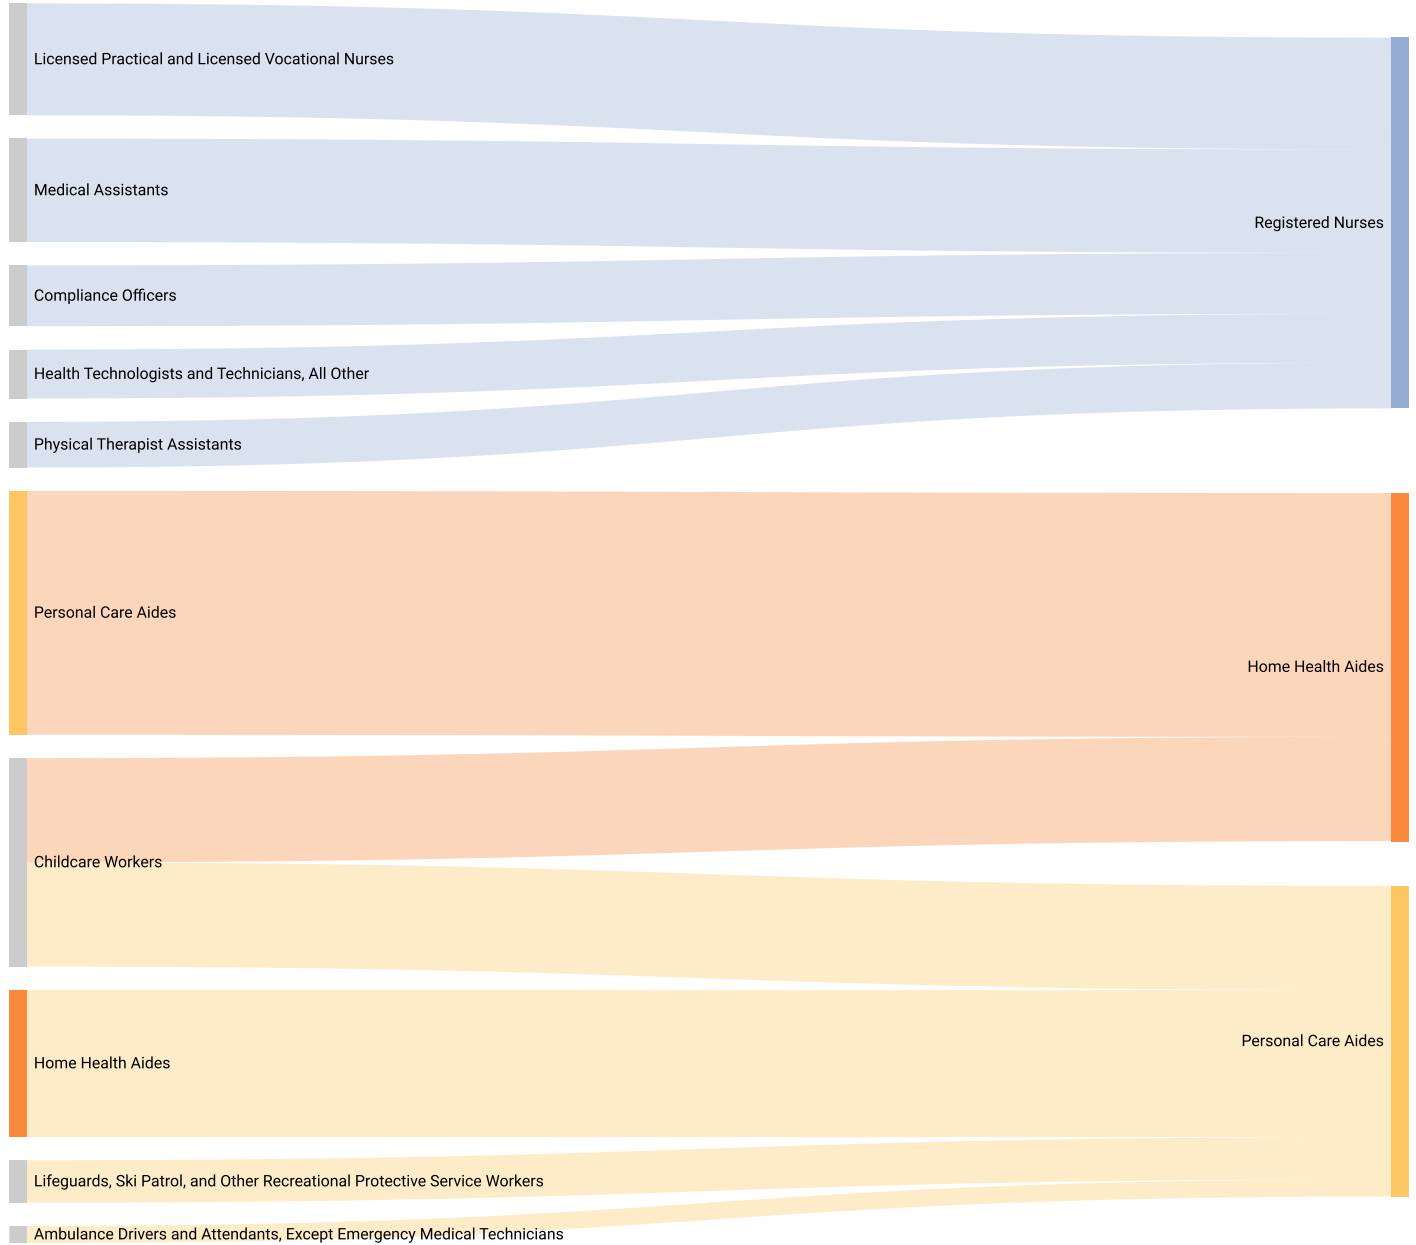 Licensed Practical and Licensed Vocational Nurses
Medical Assistants
Registered Nurses
Compliance Officers
Health Technologists and Technicians, All Other
Physical Therapist Assistants
Personal Care Aides
Home Health Aides
Childcare Workers
Personal Care Aides
Home Health Aides
Lifeguards, Ski Patrol, and Other Recreational Protective Service Workers
Ambulance Drivers and Attendants, Except Emergency Medical Technicians